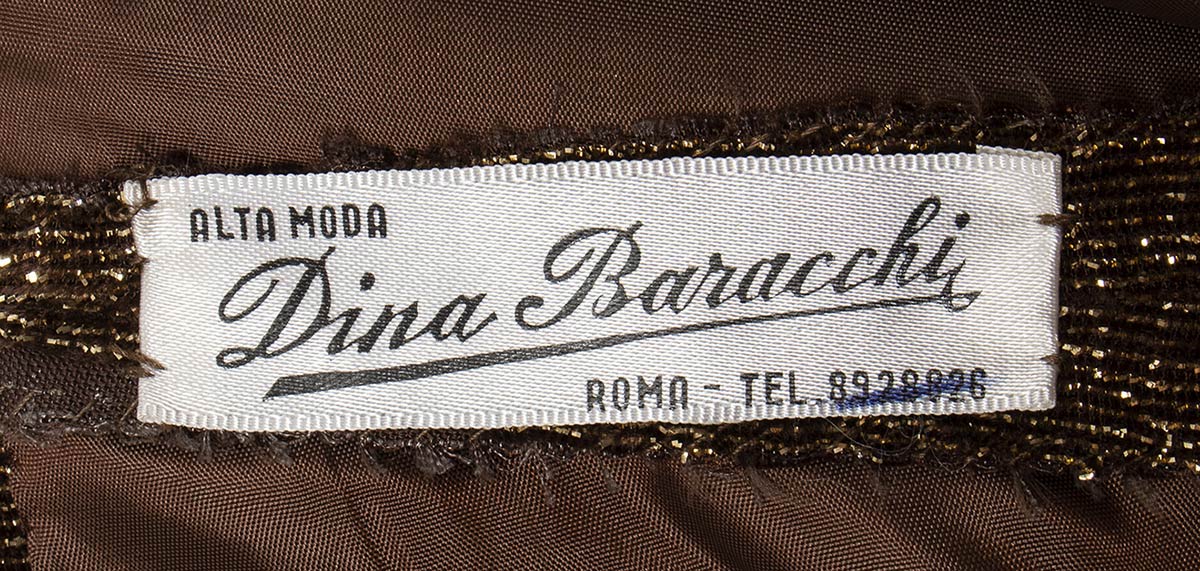 ALTA MODA
Dina Baracchi
ROMA - TEL. 8928826